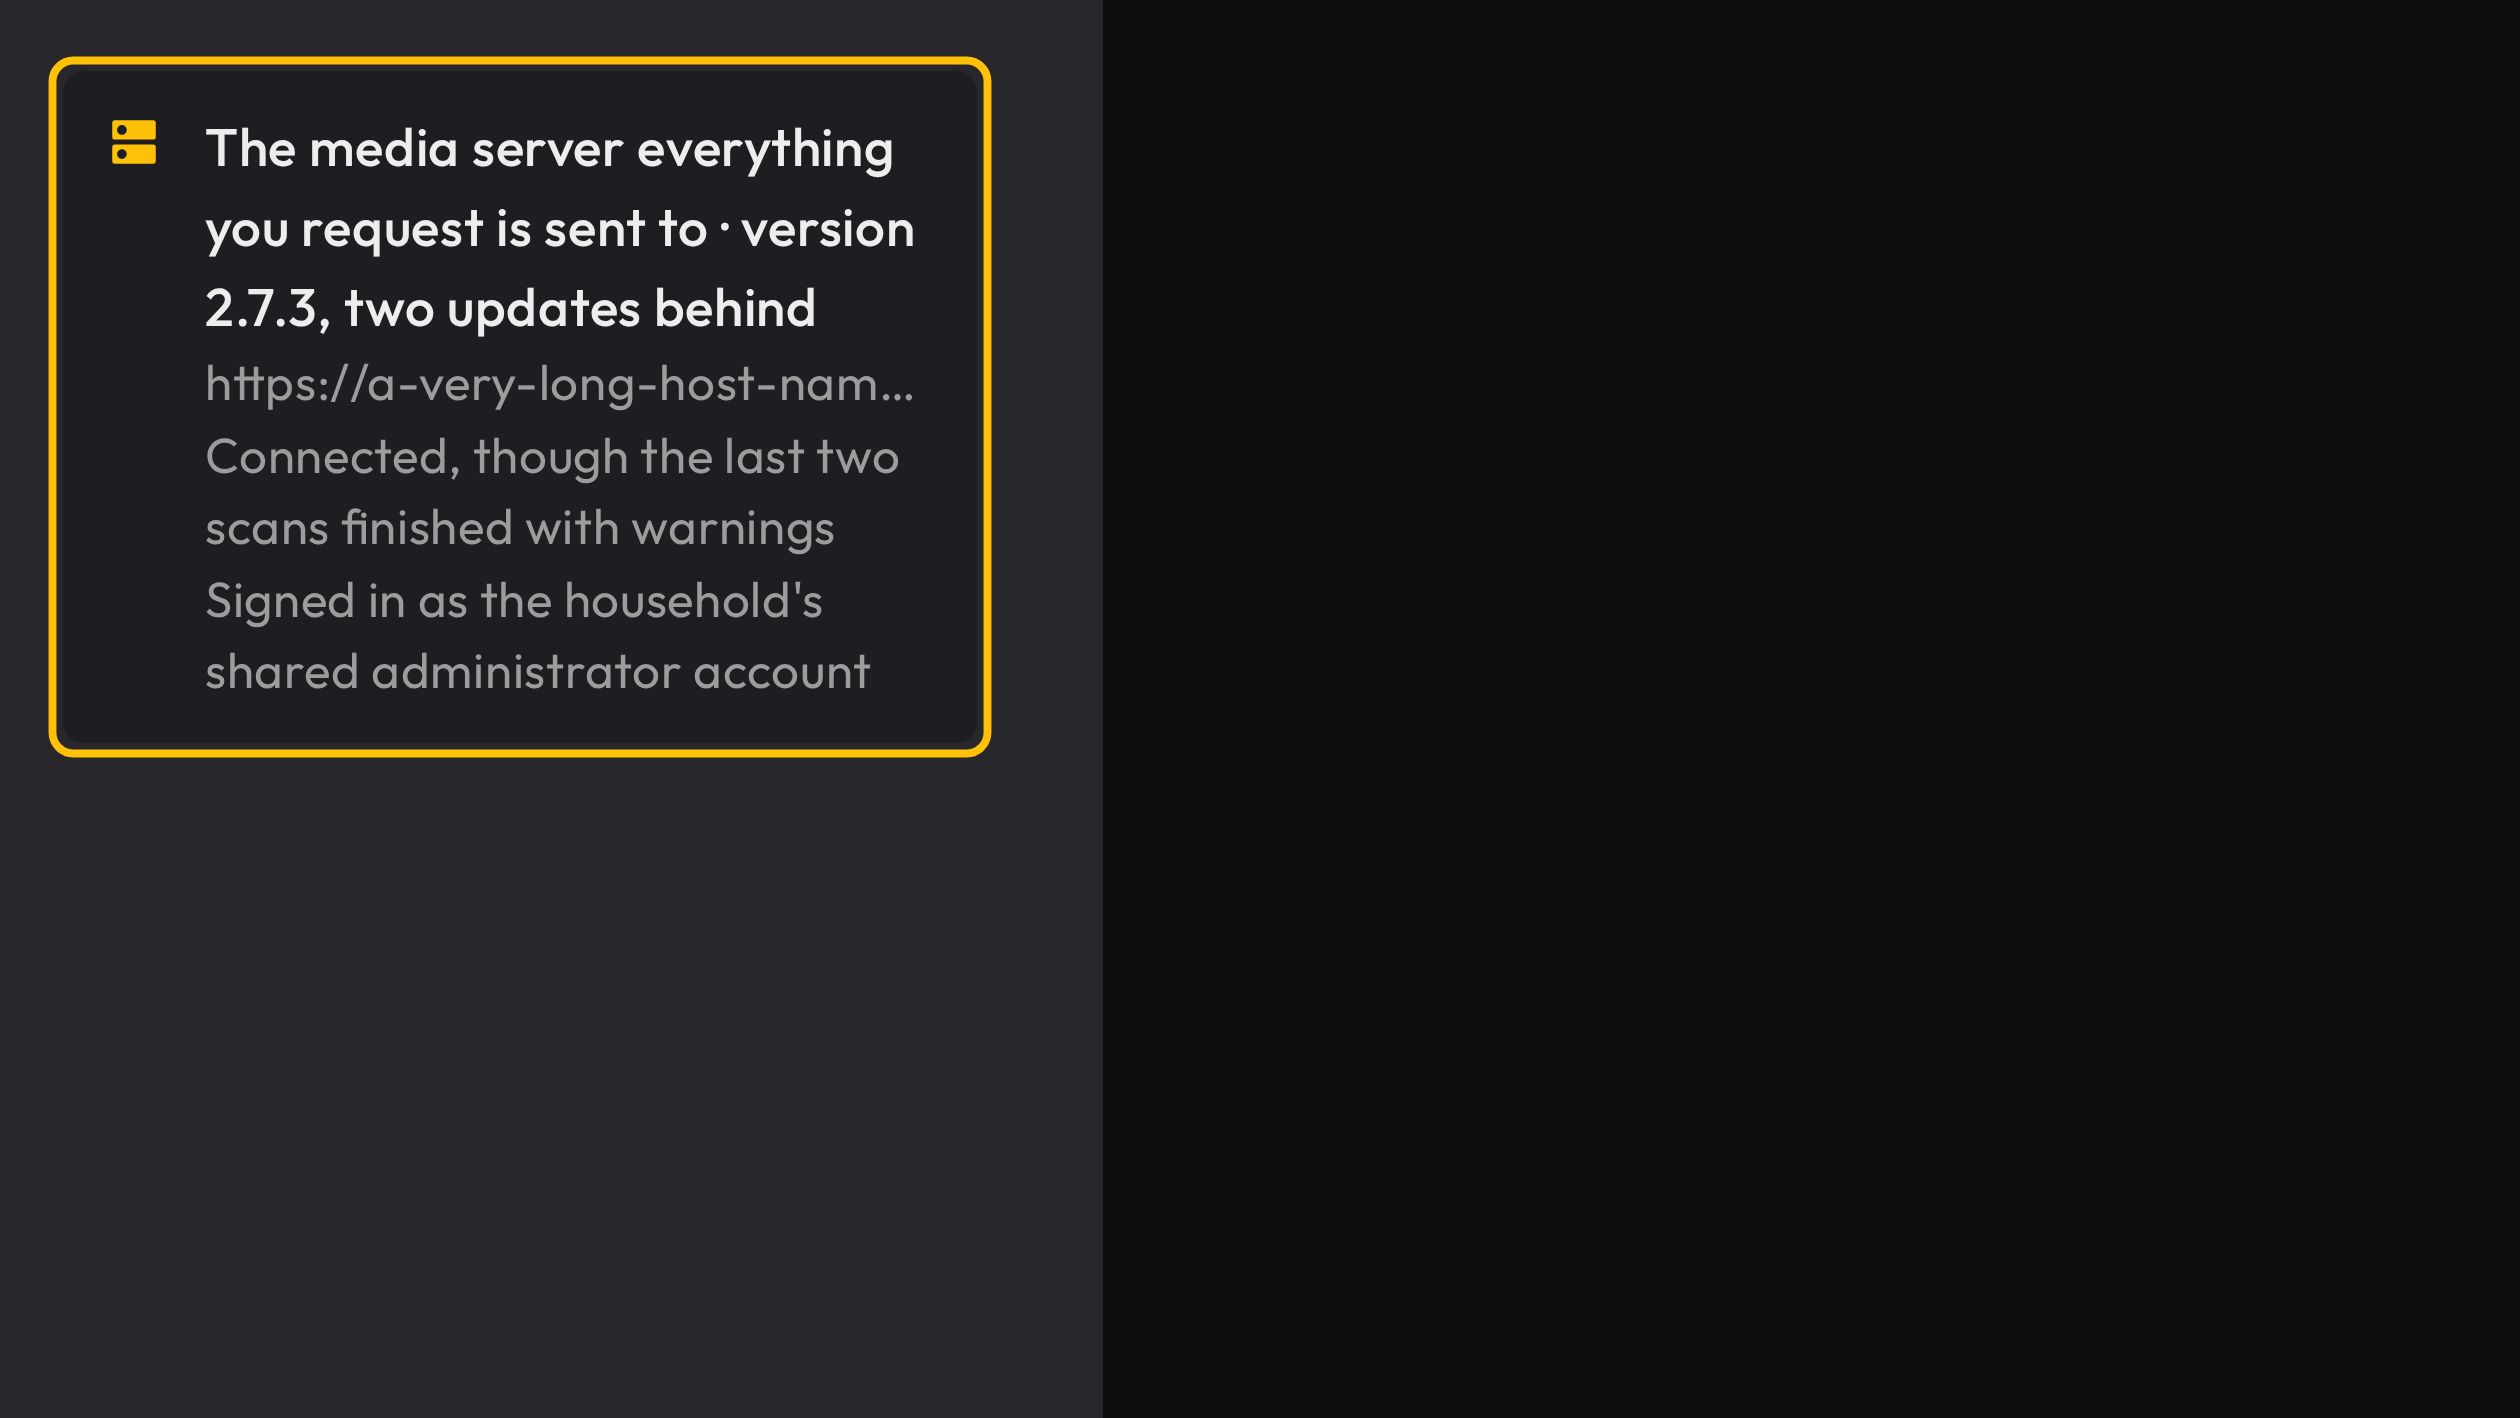 The media server everything
you request is sent to · version
2.7.3, two updates behind
https://a-very-long-host-nam...
Connected, though the last two
scans finished with warnings
Signed in as the household's
shared administrator account